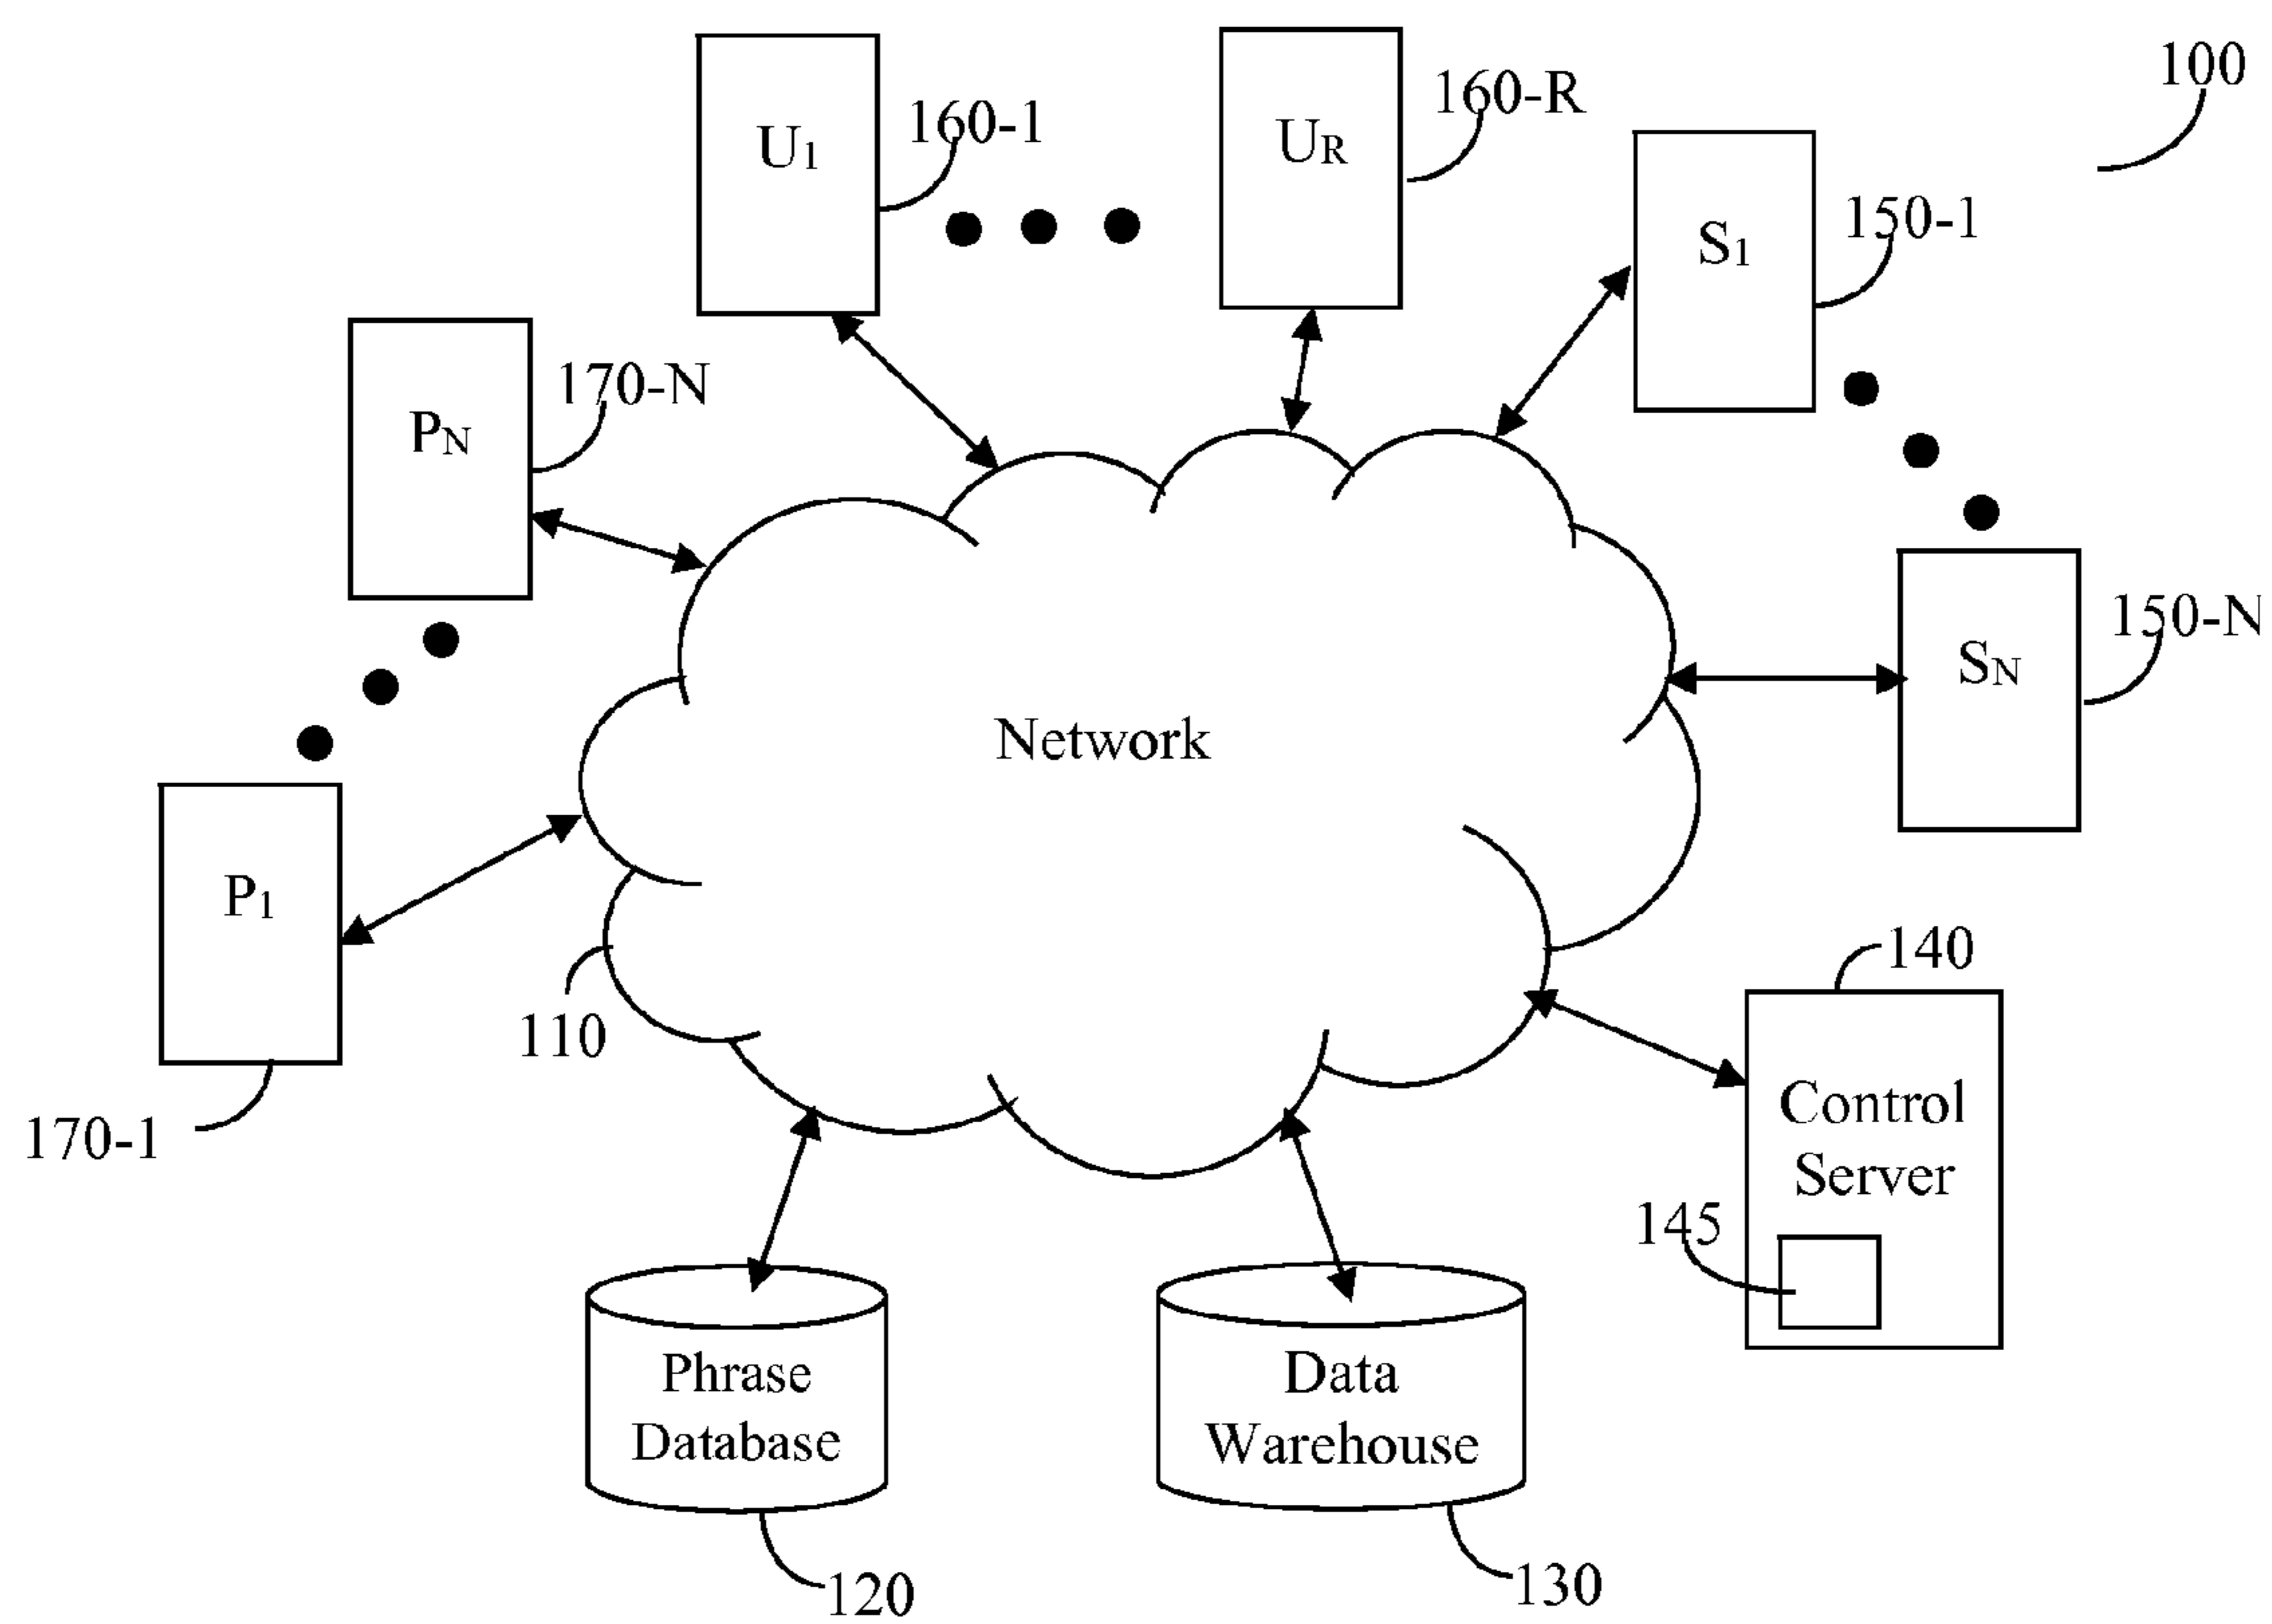 100
U1
160-1
UR
160-R
S1
150-1
PN
170-N
SN
150-N
Network
P1
170-1
110
140
Control
Server
145
Phrase
Database
120
Data
Warehouse
130